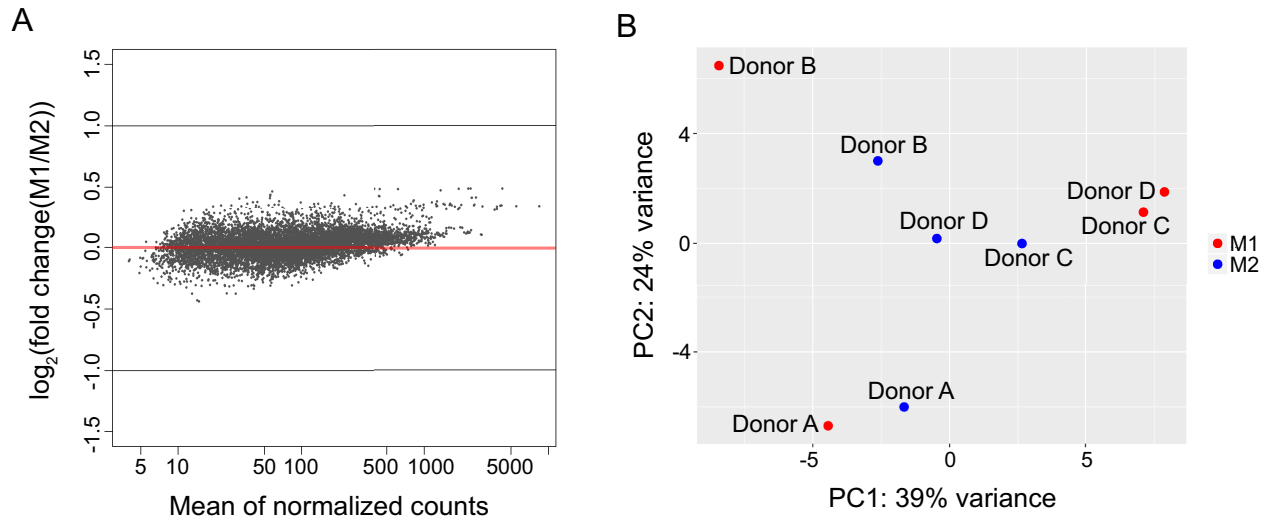 A
log2(fold change(M1/M2))
1.5
1.0
0.5
0.0
-0.5
-1.0
-1.5
5 10 50 100 500 1000 5000
Mean of normalized counts
B
PC2: 24% variance
4
0
-4
Donor B
Donor B
Donor D
Donor C
Donor D
Donor C
Donor A
Donor A
-5 0 5
PC1: 39% variance
M1
M2